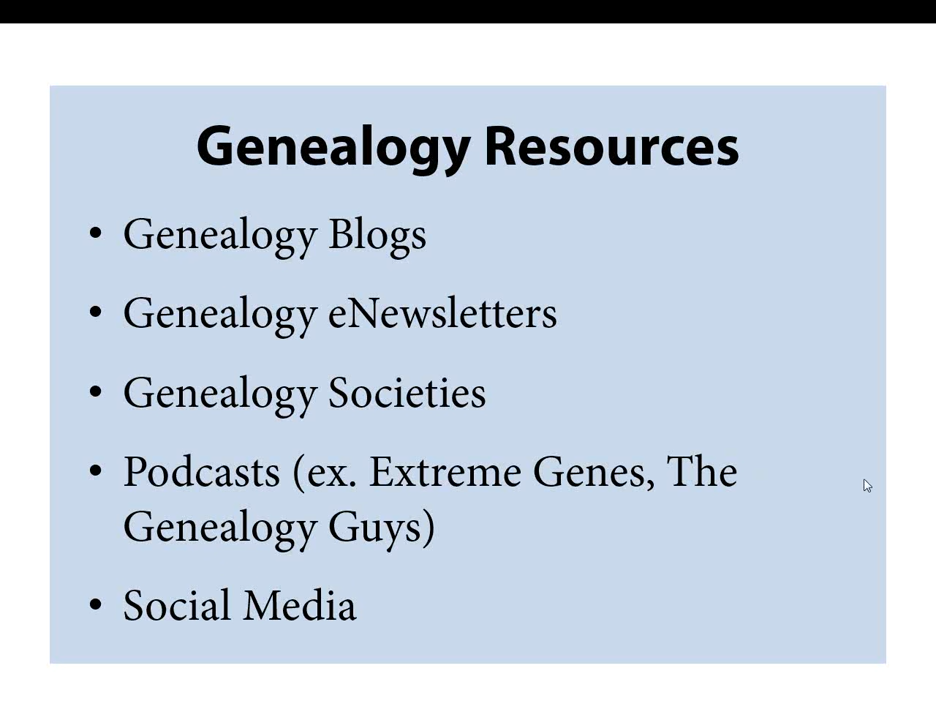 Genealogy Resources
• Genealogy Blogs
• Genealogy eNewsletters
• Genealogy Societies
• Podcasts (ex. Extreme Genes, The
Genealogy Guys)
• Social Media